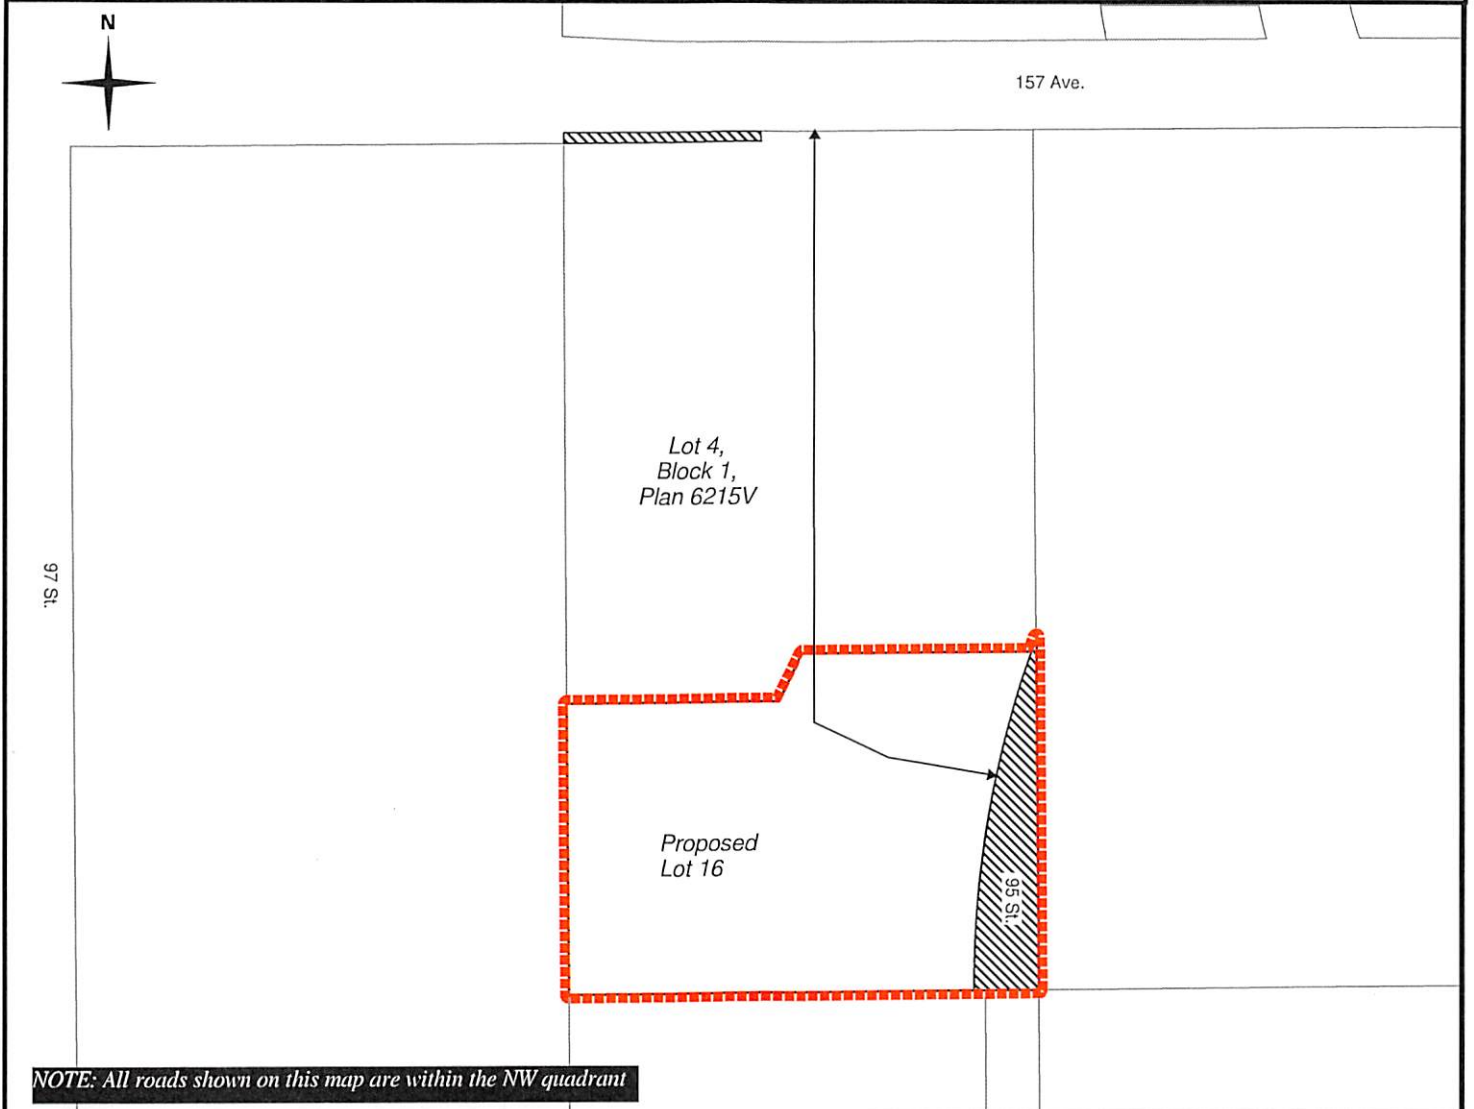 N
157 Ave.
Lot 4,
Block 1,
Plan 6215V
97 St.
Proposed
Lot 16
95 St.
NOTE: All roads shown on this map are within the NW quadrant